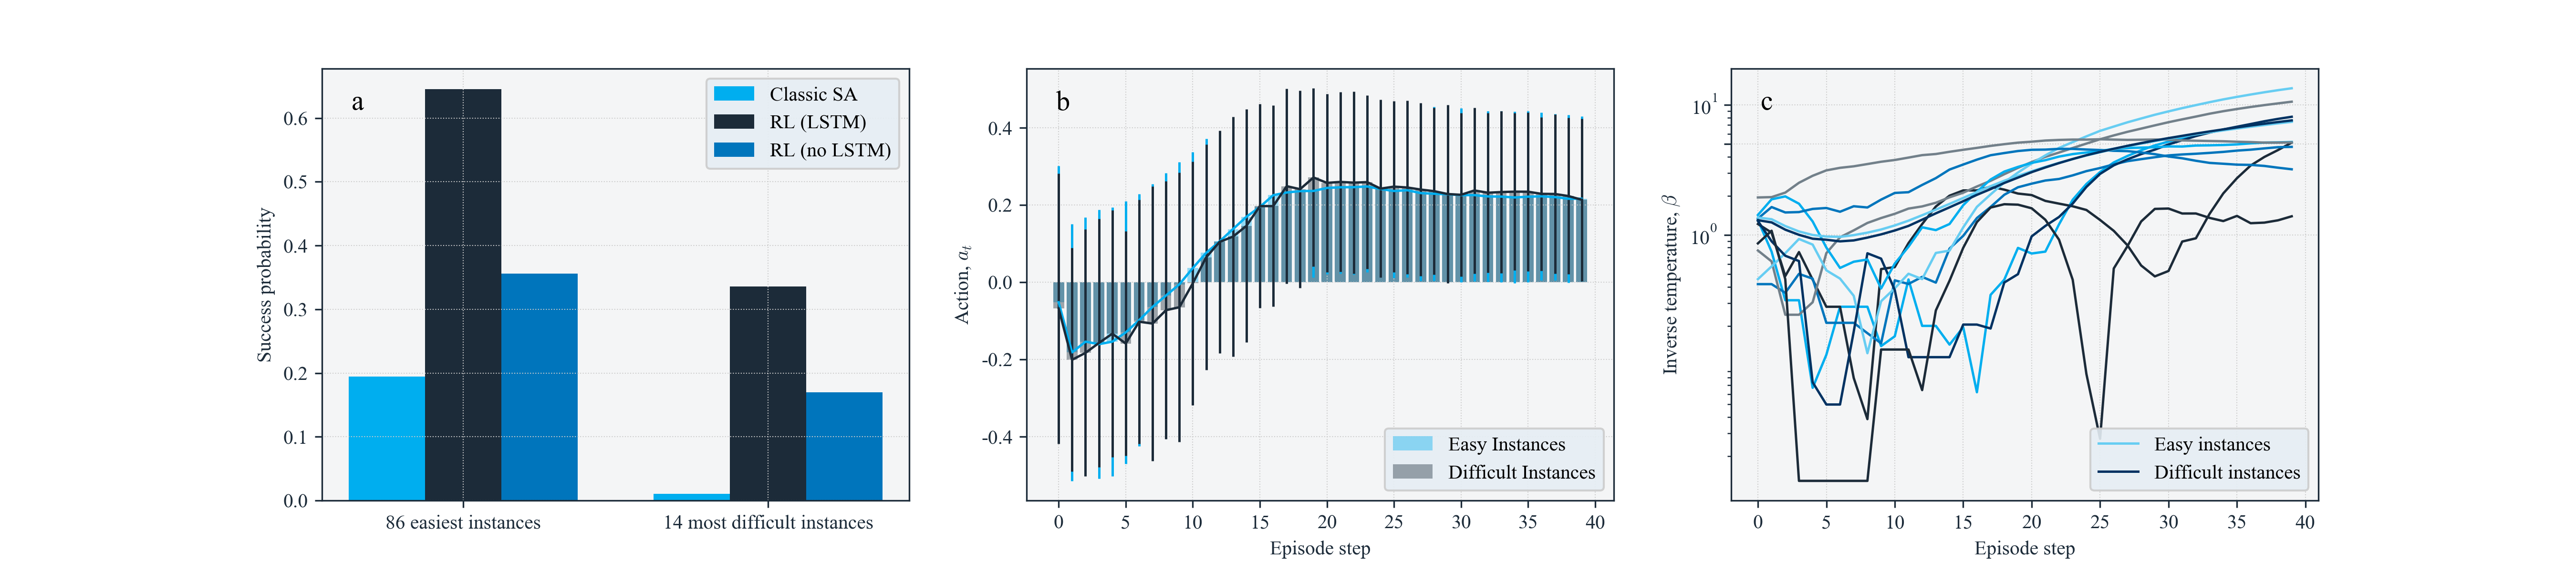 a
Classic SA
RL (LSTM)
RL (no LSTM)
Success probability
0.6
0.5
0.4
0.3
0.2
0.1
0.0
86 easiest instances
14 most difficult instances
b
Action, a_t
0.4
0.2
0.0
-0.2
-0.4
Easy Instances
Difficult Instances
0 5 10 15 20 25 30 35 40
Episode step
c
Inverse temperature, β
10^1
10^0
Easy instances
Difficult instances
0 5 10 15 20 25 30 35 40
Episode step